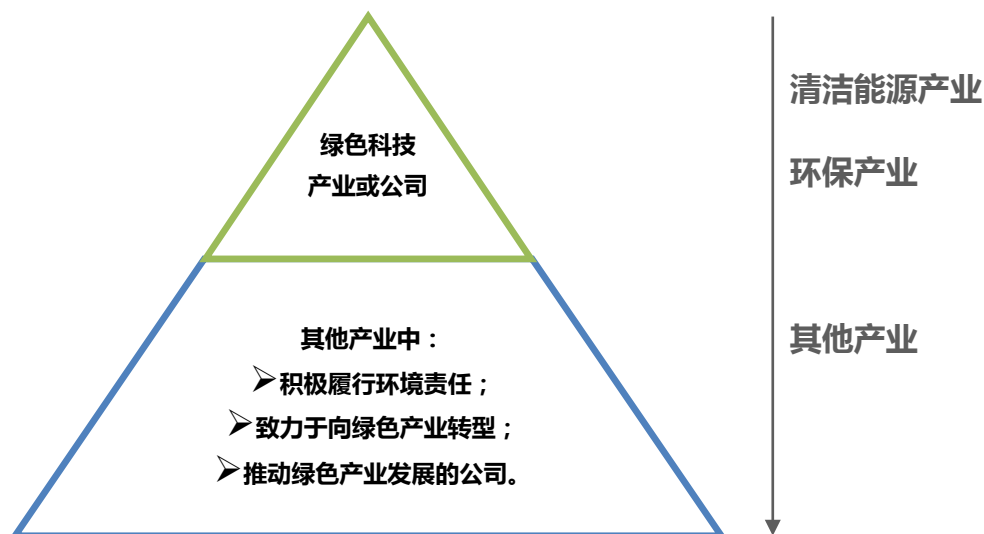 绿色科技
产业或公司
其他产业中：
➢积极履行环境责任；
➢致力于向绿色产业转型；
➢推动绿色产业发展的公司。
清洁能源产业
环保产业
其他产业